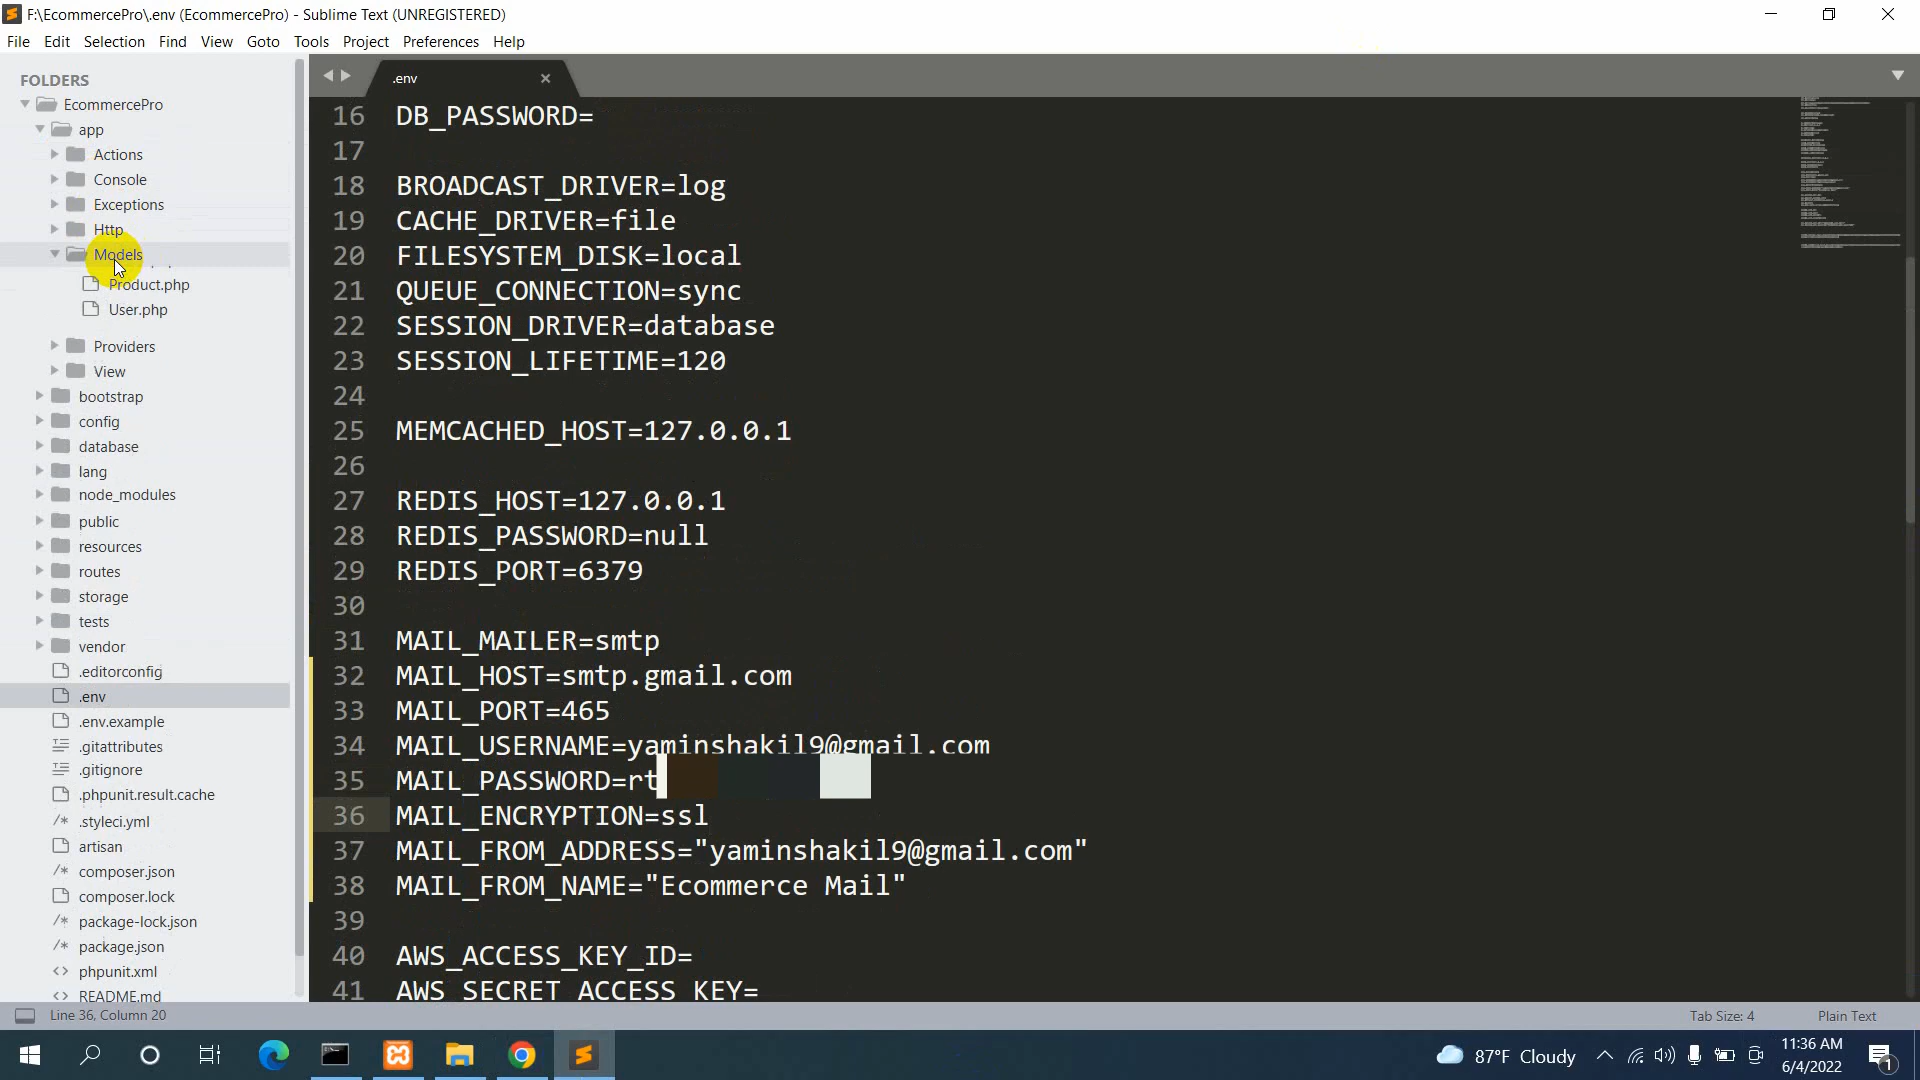 F:\EcommercePro\.env (EcommercePro) - Sublime Text (UNREGISTERED)
File Edit Selection Find View Goto Tools Project Preferences Help
FOLDERS
EcommercePro
app
Actions
Console
Exceptions
Http
Models
Product.php
User.php
Providers
View
bootstrap
config
database
lang
node_modules
public
resources
routes
storage
tests
vendor
.editorconfig
.env
.env.example
.gitattributes
.gitignore
.phpunit.result.cache
.styleci.yml
artisan
composer.json
composer.lock
package-lock.json
package.json
phpunit.xml
README.md
.env
16 DB_PASSWORD=
17
18 BROADCAST_DRIVER=log
19 CACHE_DRIVER=file
20 FILESYSTEM_DISK=local
21 QUEUE_CONNECTION=sync
22 SESSION_DRIVER=database
23 SESSION_LIFETIME=120
24
25 MEMCACHED_HOST=127.0.0.1
26
27 REDIS_HOST=127.0.0.1
28 REDIS_PASSWORD=null
29 REDIS_PORT=6379
30
31 MAIL_MAILER=smtp
32 MAIL_HOST=smtp.gmail.com
33 MAIL_PORT=465
34 MAIL_USERNAME=yaminshakil9@gmail.com
35 MAIL_PASSWORD=rt
36 MAIL_ENCRYPTION=ssl
37 MAIL_FROM_ADDRESS="yaminshakil9@gmail.com"
38 MAIL_FROM_NAME="Ecommerce Mail"
39
40 AWS_ACCESS_KEY_ID=
41 AWS_SECRET_ACCESS_KEY=
Line 36, Column 20
Tab Size: 4
Plain Text
87°F Cloudy
11:36 AM
6/4/2022
1